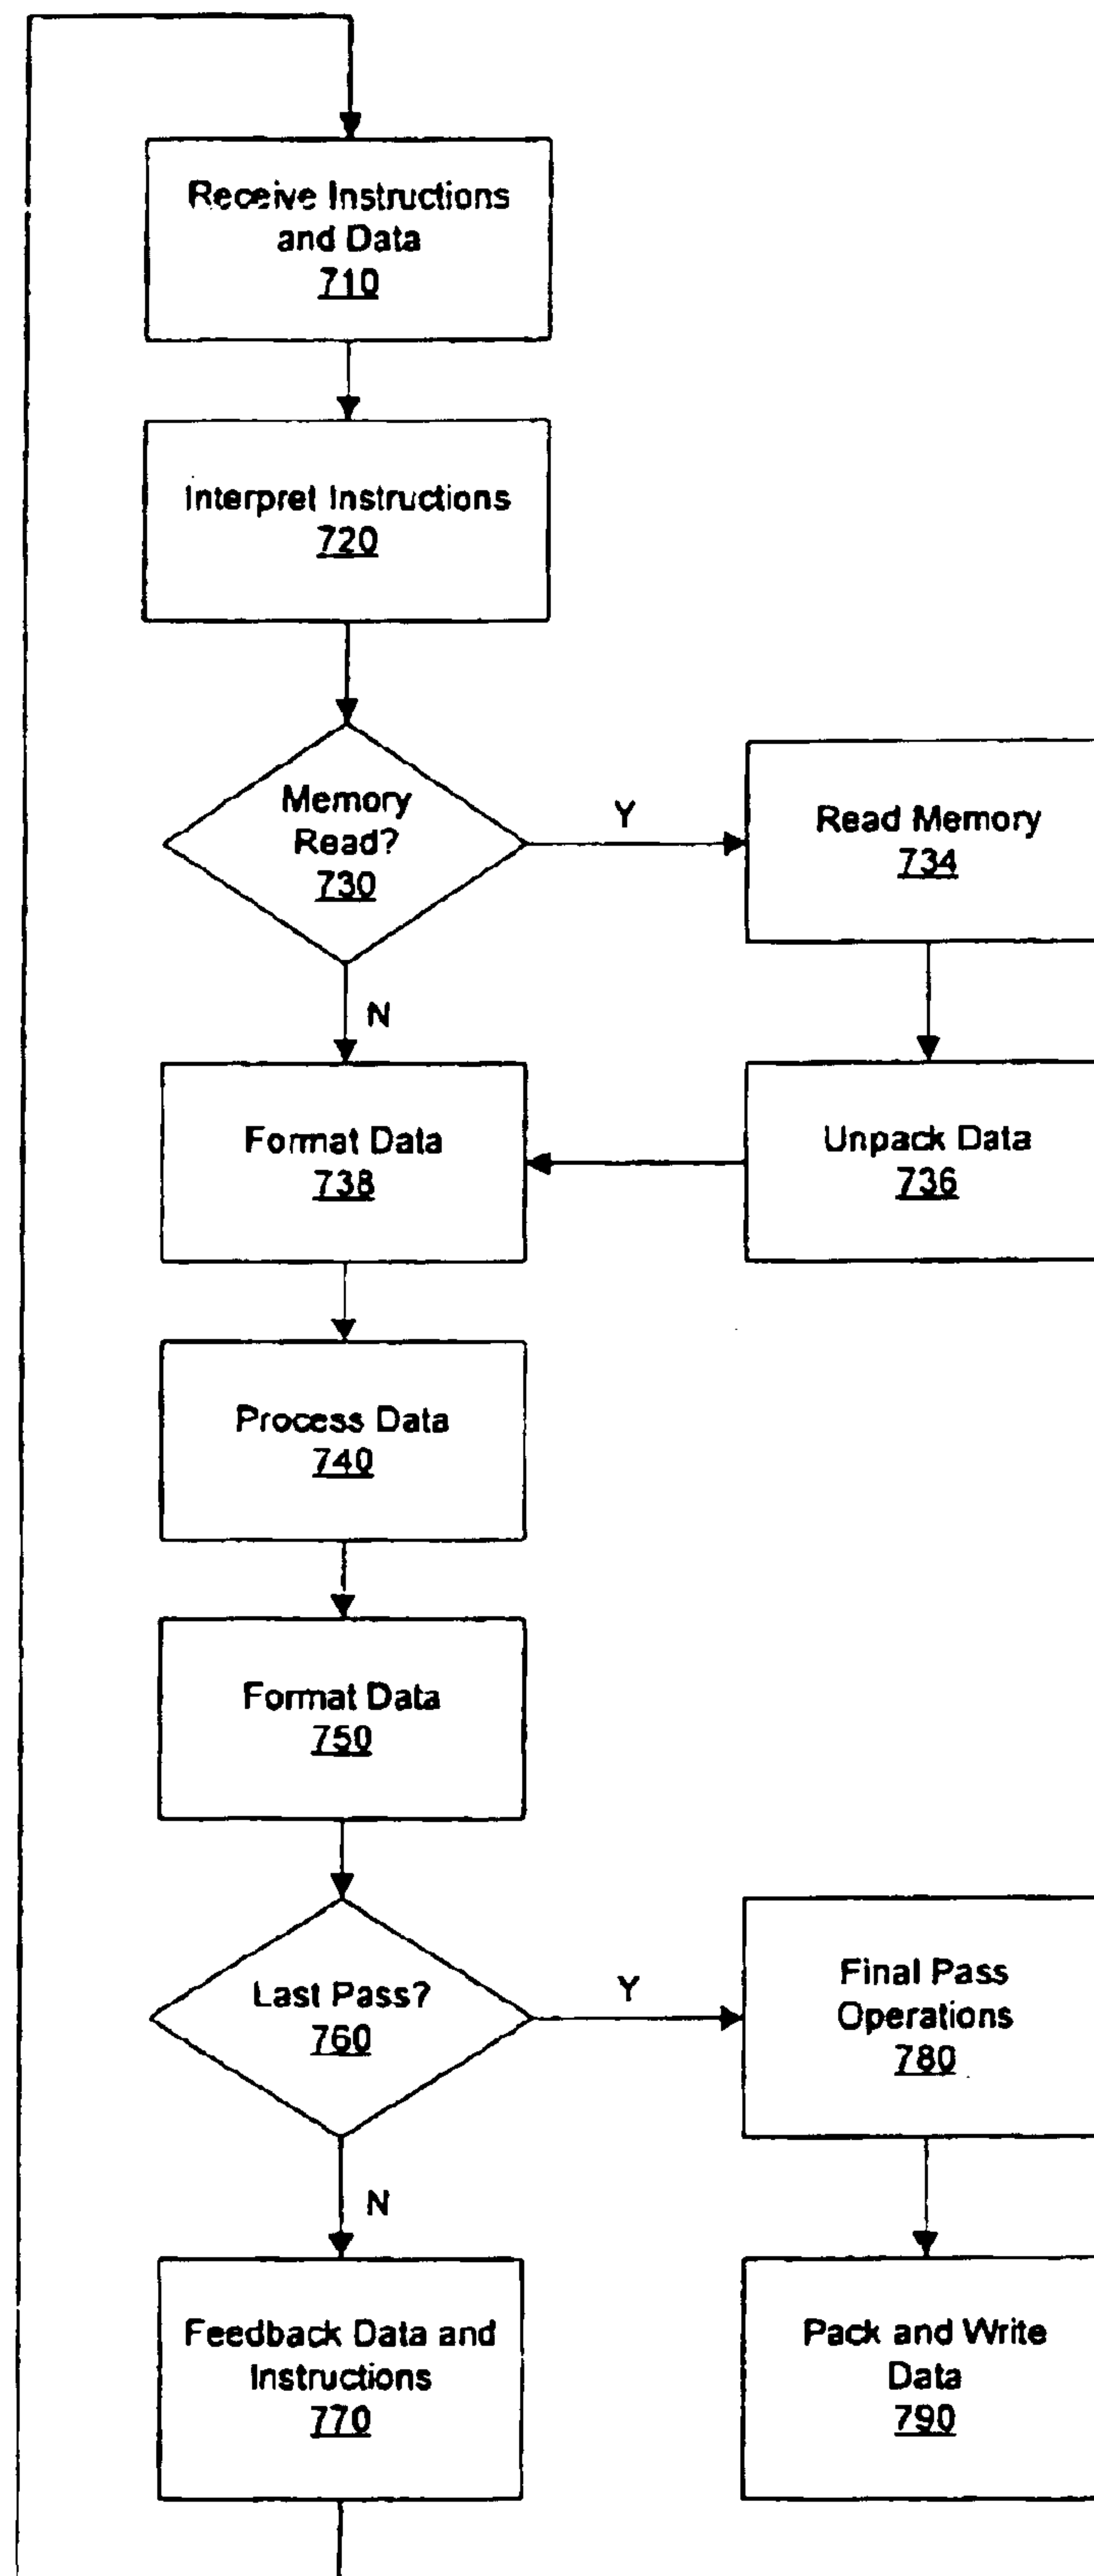 Receive Instructions
and Data
710
Interpret Instructions
720
Memory
Read?
730
Y
Read Memory
734
N
Format Data
738
Unpack Data
736
Process Data
740
Format Data
750
Last Pass?
760
Y
Final Pass
Operations
780
N
Feedback Data and
Instructions
770
Pack and Write
Data
790